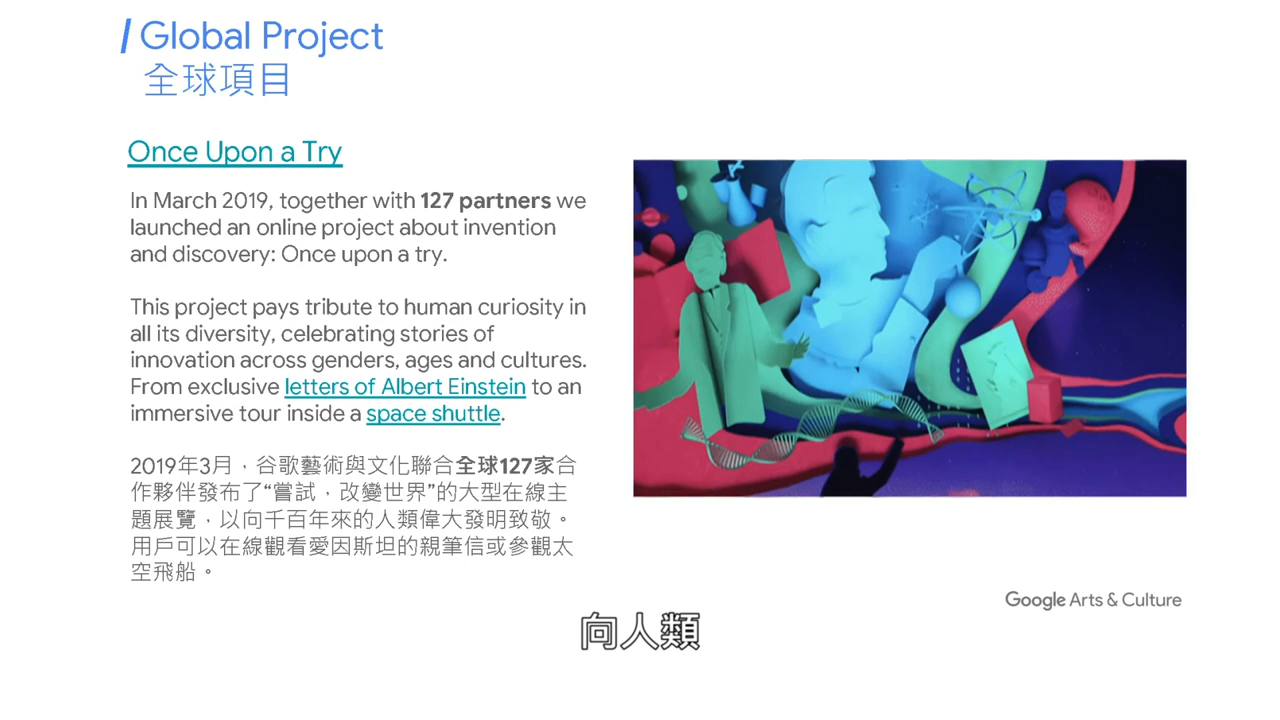 / Global Project
全球項目
Once Upon a Try
In March 2019, together with 127 partners we
launched an online project about invention
and discovery: Once upon a try.
This project pays tribute to human curiosity in
all its diversity, celebrating stories of
innovation across genders, ages and cultures.
From exclusive letters of Albert Einstein to an
immersive tour inside a space shuttle.
2019年3月，谷歌藝術與文化聯合全球127家合
作夥伴發布了“嘗試，改變世界”的大型在線主
題展覽，以向千百年來的人類偉大發明致敬。
用戶可以在線觀看愛因斯坦的親筆信或參觀太
空飛船。
Google Arts & Culture
向人類